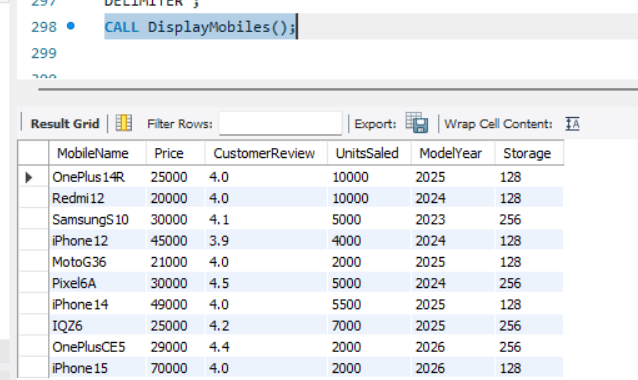 297 DELIMITER ;
298 CALL DisplayMobiles();
299
300
Result Grid Filter Rows: Export: Wrap Cell Content: IA
MobileName Price CustomerReview UnitsSaled ModelYear Storage
OnePlus14R 25000 4.0 10000 2025 128
Redmi12 20000 4.0 10000 2024 128
SamsungS10 30000 4.1 5000 2023 256
iPhone12 45000 3.9 4000 2024 128
MotoG36 21000 4.0 2000 2025 128
Pixel6A 30000 4.5 5000 2024 256
iPhone14 49000 4.0 5500 2025 128
IQZ6 25000 4.2 7000 2025 256
OnePlusCE5 29000 4.4 2000 2026 256
iPhone15 70000 4.0 2000 2026 128